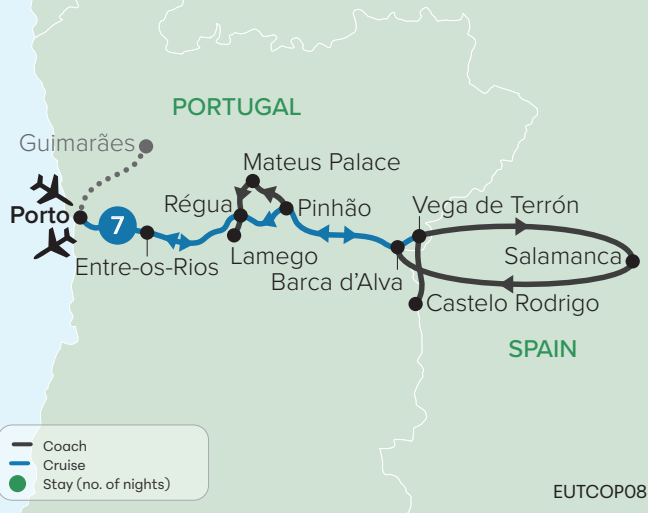 PORTUGAL
Guimarães
Mateus Palace
Régua
Pinhão
Vega de Terrón
Porto
7
Entre-os-Rios
Lamego
Salamanca
Barca d’Alva
Castelo Rodrigo
SPAIN
Coach
Cruise
Stay (no. of nights)
EUTCOP08